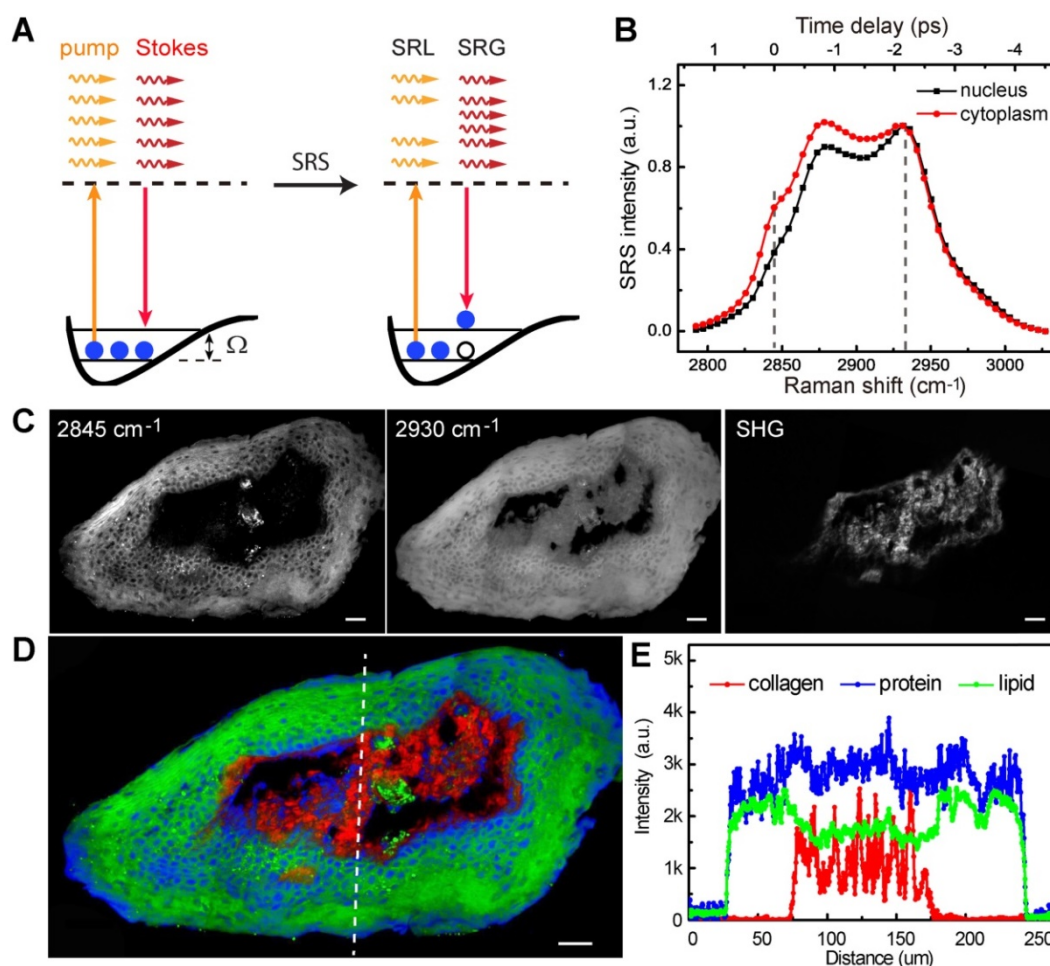 A
pump
Stokes
SRL SRG
SRS
Ω
B
Time delay (ps)
1 0 -1 -2 -3 -4
nucleus
cytoplasm
SRS intensity (a.u.)
1.2
0.8
0.4
0.0
2800 2850 2900 2950 3000
Raman shift (cm-1)
C
2845 cm-1
2930 cm-1
SHG
D
E
5k
4k
3k
2k
1k
0
collagen protein lipid
Intensity (a.u.)
0 50 100 150 200 250
Distance (um)